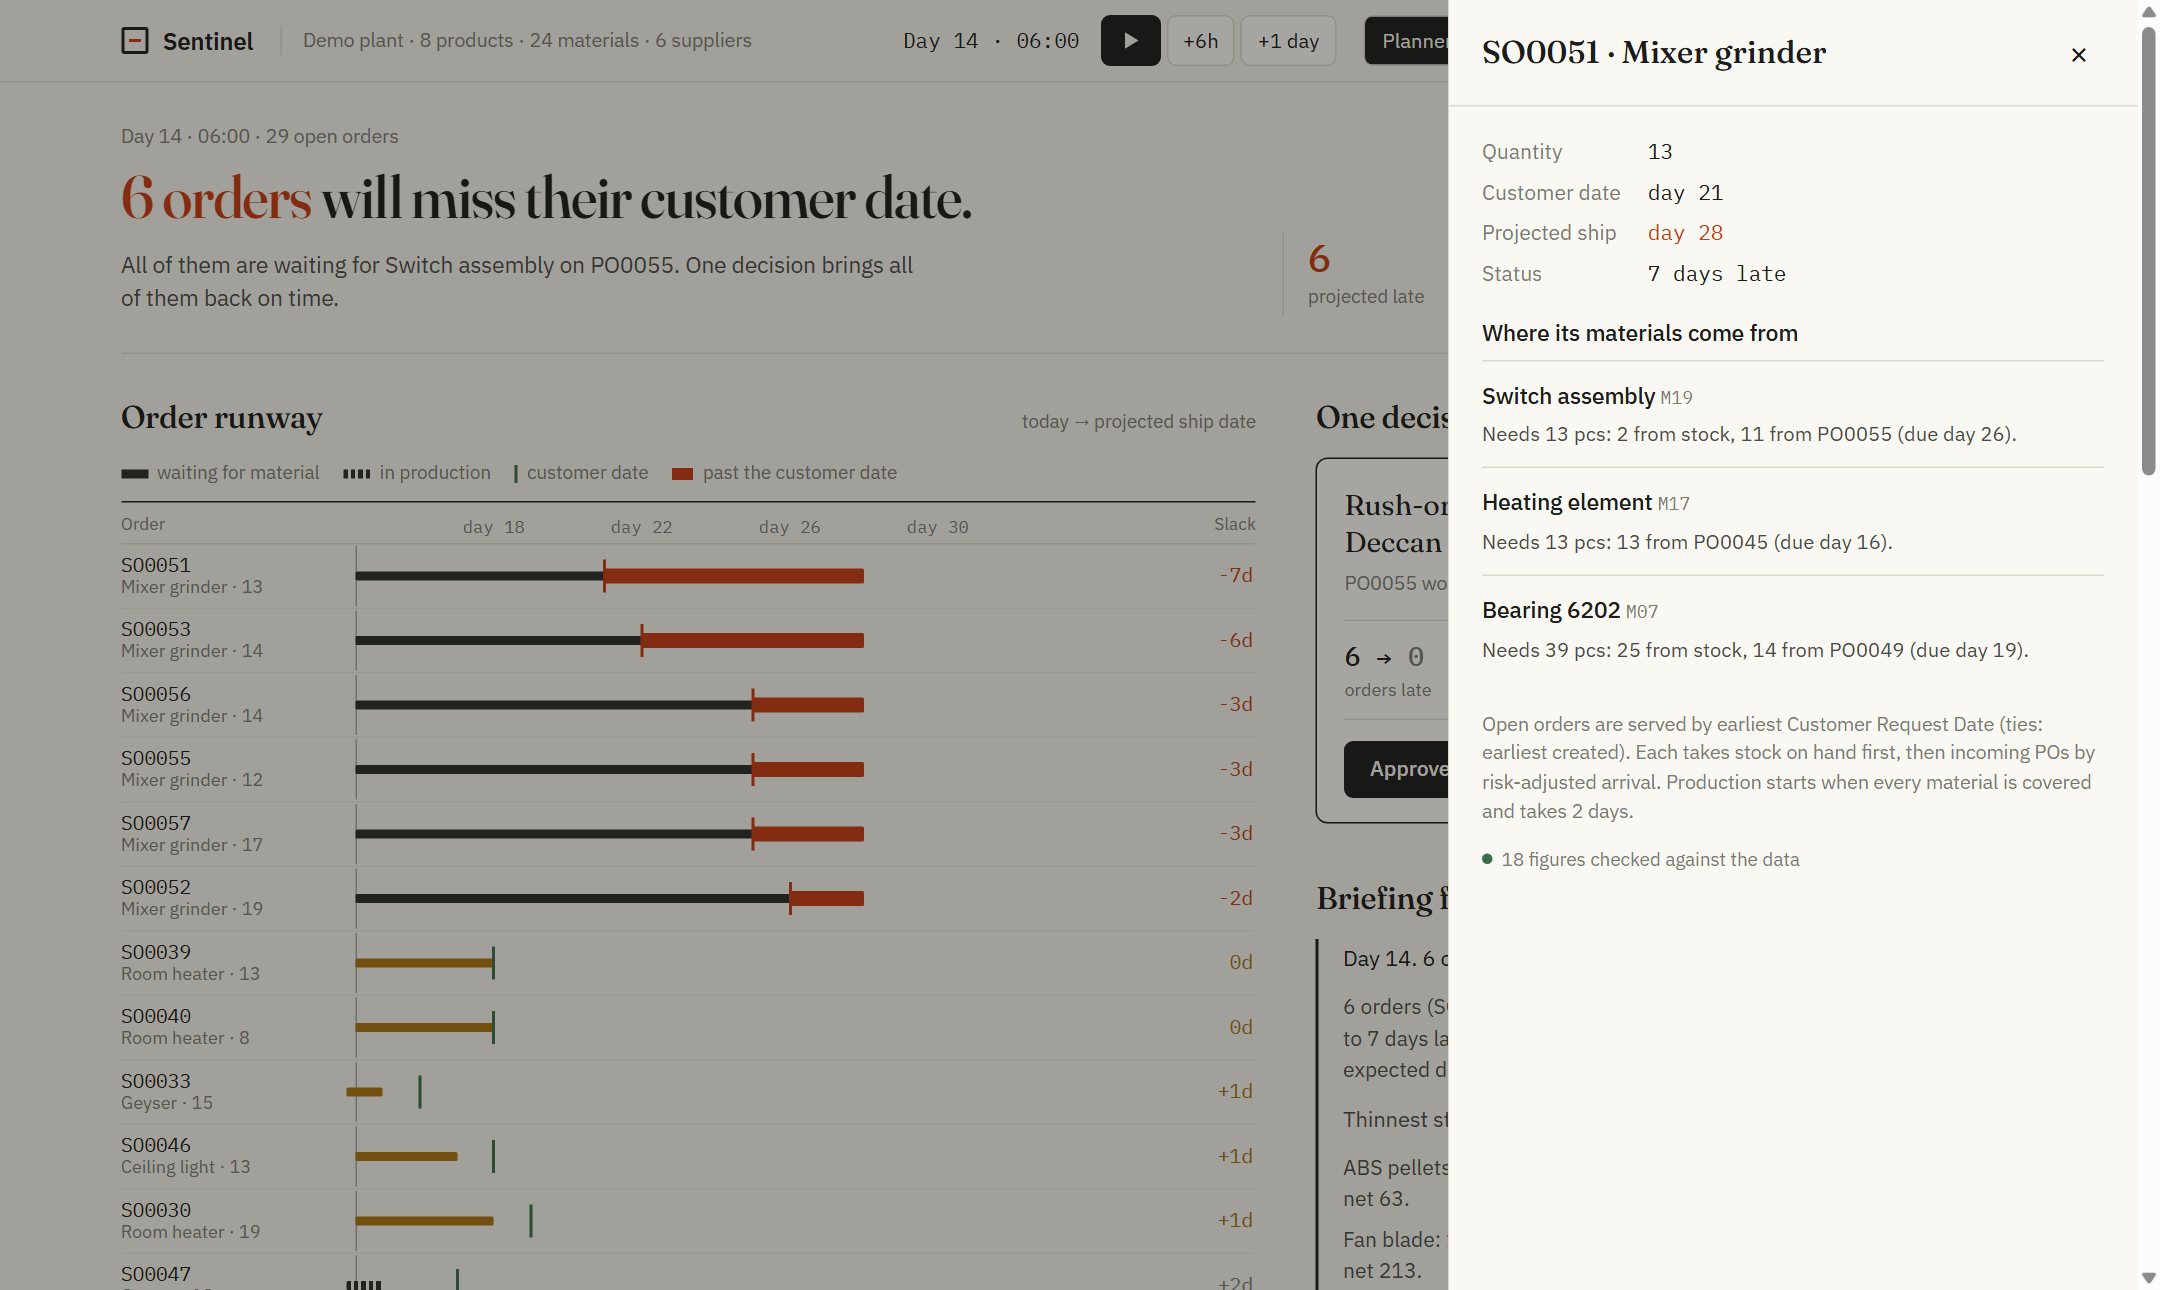 Sentinel
Demo plant · 8 products · 24 materials · 6 suppliers
Day 14 · 06:00
+6h
+1 day
Day 14 · 06:00 · 29 open orders
6 orders will miss their customer date.
All of them are waiting for Switch assembly on PO0055. One decision brings all
of them back on time.
6
projected late
Order runway
today → projected ship date
waiting for material
in production
customer date
past the customer date
Order
day 18
day 22
day 26
day 30
Slack
SO0051
Mixer grinder · 13
-7d
SO0053
Mixer grinder · 14
-6d
SO0056
Mixer grinder · 14
-3d
SO0055
Mixer grinder · 12
-3d
SO0057
Mixer grinder · 17
-3d
SO0052
Mixer grinder · 19
-2d
SO0039
Room heater · 13
0d
SO0040
Room heater · 8
0d
SO0033
Geyser · 15
+1d
SO0046
Ceiling light · 13
+1d
SO0030
Room heater · 19
+1d
SO0047
+2d
One
Deccan
PO0055
6 → 0
orders late
Approve
Briefing
Day 14. 6
6 orders
to 7 days
expected
Thinnest
ABS pellets
net 63.
Fan blade:
net 213.
SO0051 · Mixer grinder
×
Quantity 13
Customer date day 21
Projected ship day 28
Status 7 days late
Where its materials come from
Switch assembly M19
Needs 13 pcs: 2 from stock, 11 from PO0055 (due day 26).
Heating element M17
Needs 13 pcs: 13 from PO0045 (due day 16).
Bearing 6202 M07
Needs 39 pcs: 25 from stock, 14 from PO0049 (due day 19).
Open orders are served by earliest Customer Request Date (ties:
earliest created). Each takes stock on hand first, then incoming POs by
risk-adjusted arrival. Production starts when every material is covered
and takes 2 days.
18 figures checked against the data